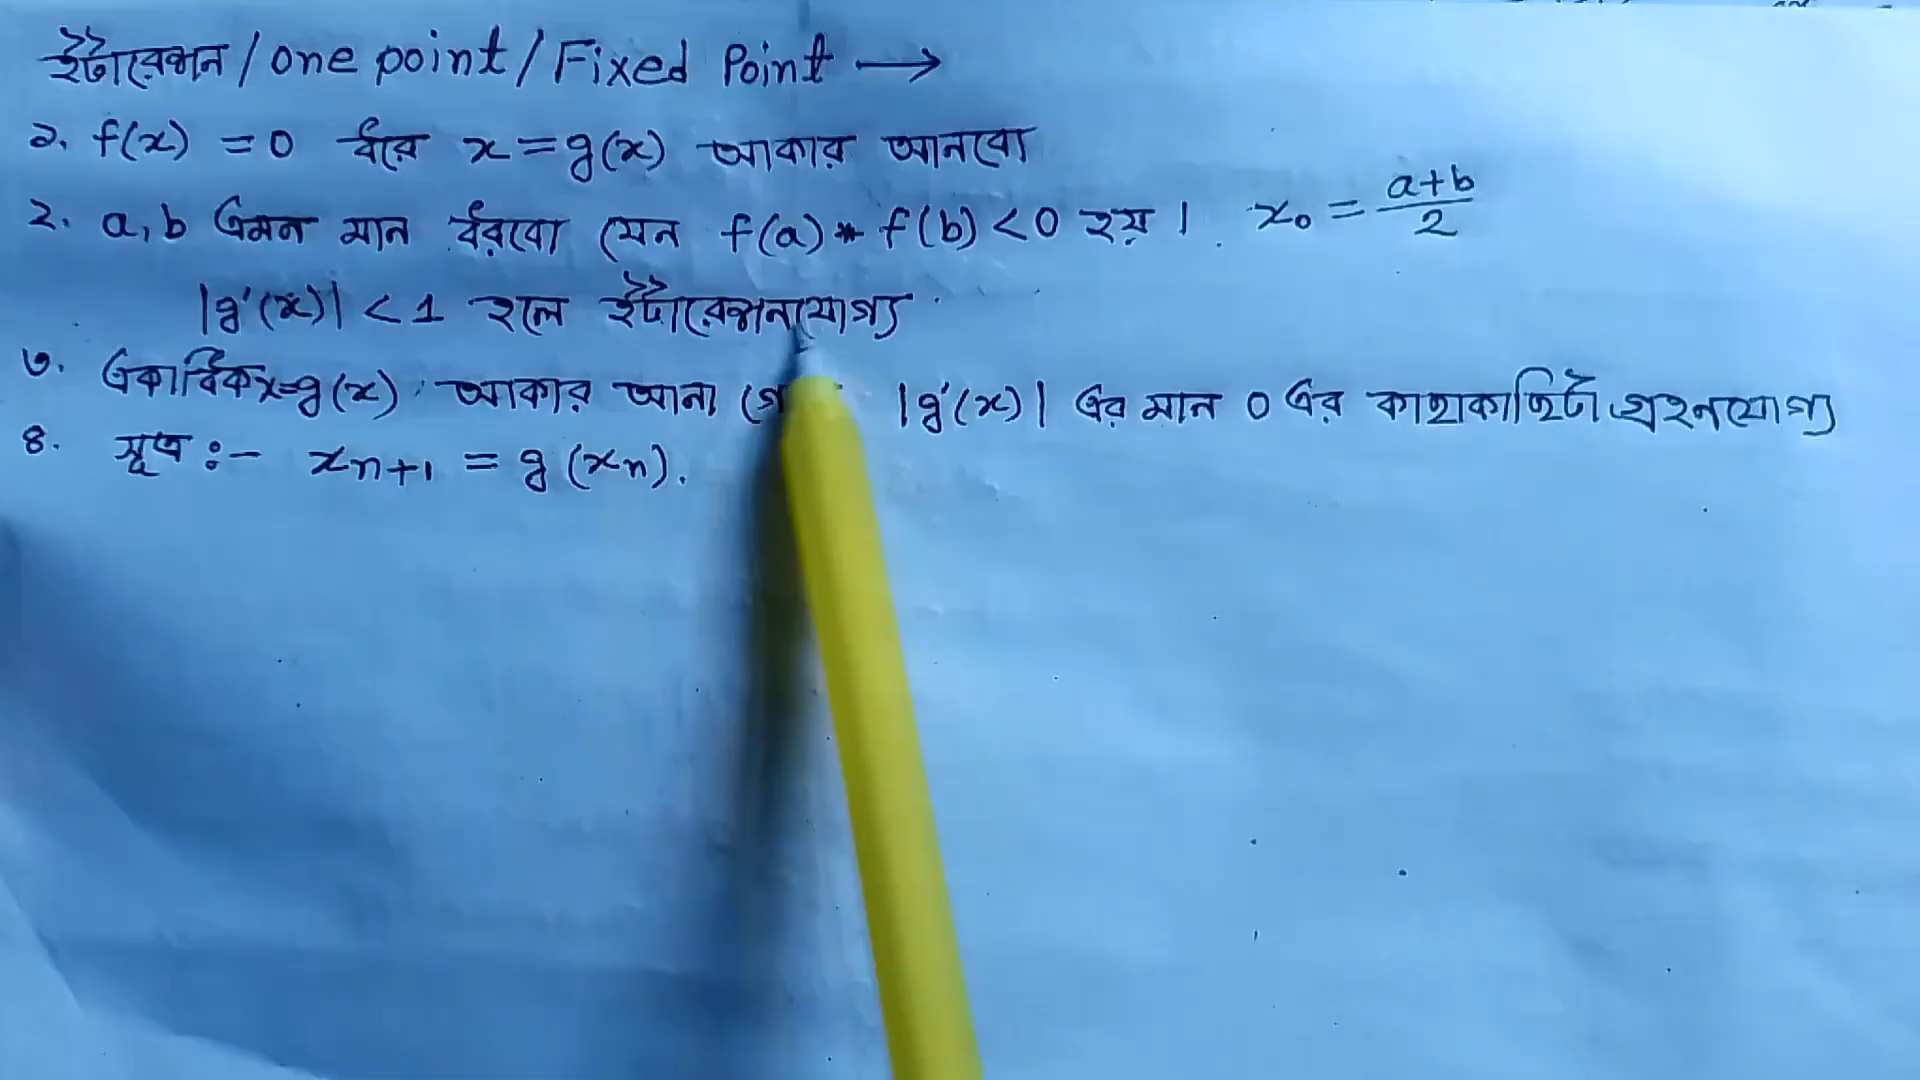 ইটারেশন / one point / Fixed Point →
১. f(x) = 0 ধরে x = g(x) আকার আনবো
২. a, b এমন মান ধরবো যেন f(a) * f(b) < 0 হয়। x₀ = (a+b)/2
|g'(x)| < 1 হলে ইটারেশনযোগ্য
৩. একাধিক x=g(x) আকার আনা |g'(x)| এর মান 0 এর কাছাকাছিটা গ্রহনযোগ্য
৪. সূত্র :- xₙ₊₁ = g(xₙ).